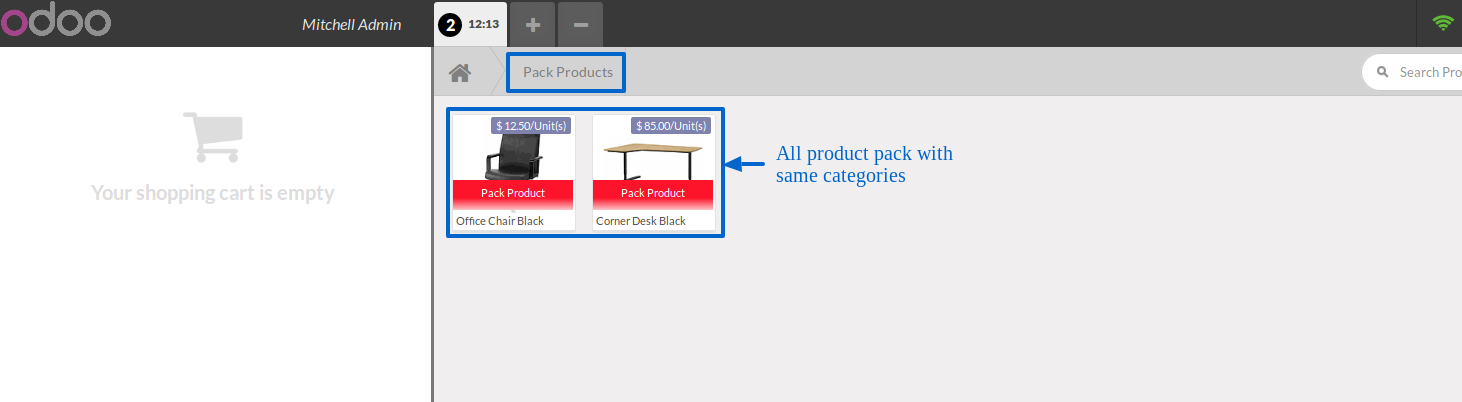 odoo
Mitchell Admin
2 12:13
Pack Products
Search Pro
Your shopping cart is empty
$ 12.50/Unit(s)
Pack Product
Office Chair Black
$ 85.00/Unit(s)
Pack Product
Corner Desk Black
All product pack with
same categories